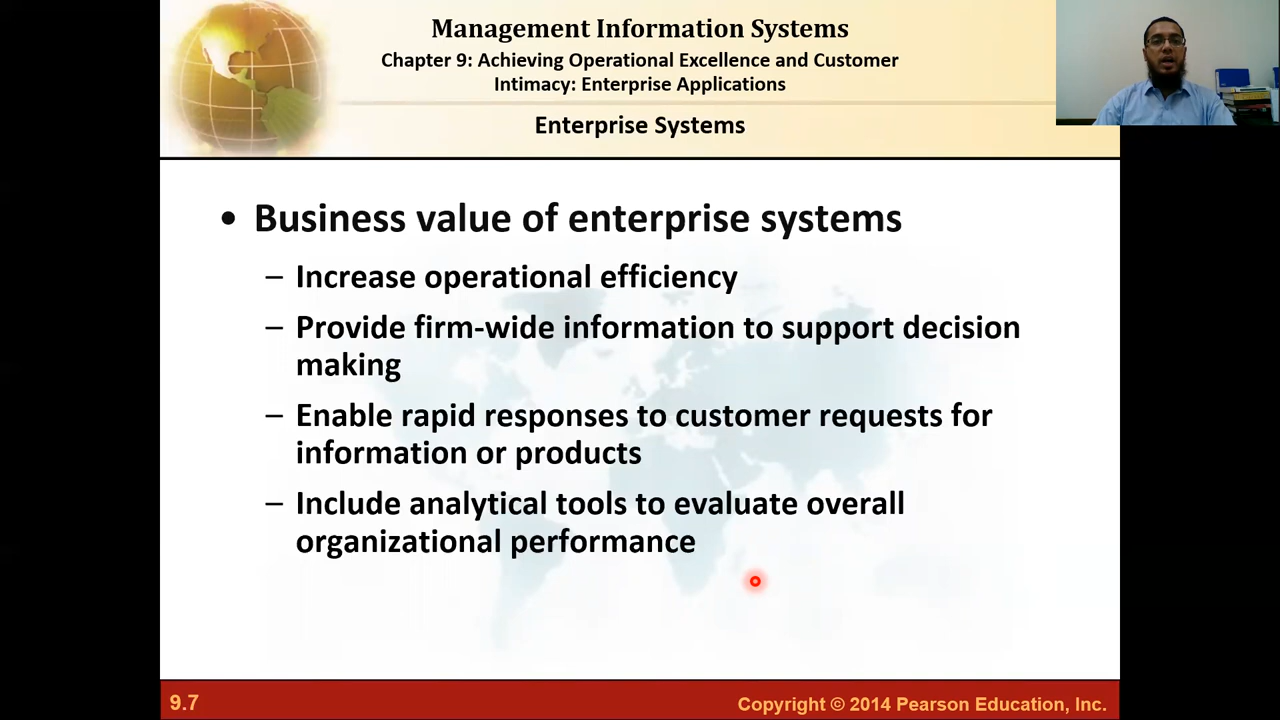 Management Information Systems
Chapter 9: Achieving Operational Excellence and Customer
Intimacy: Enterprise Applications
Enterprise Systems
• Business value of enterprise systems
– Increase operational efficiency
– Provide firm-wide information to support decision
making
– Enable rapid responses to customer requests for
information or products
– Include analytical tools to evaluate overall
organizational performance
9.7
Copyright © 2014 Pearson Education, Inc.